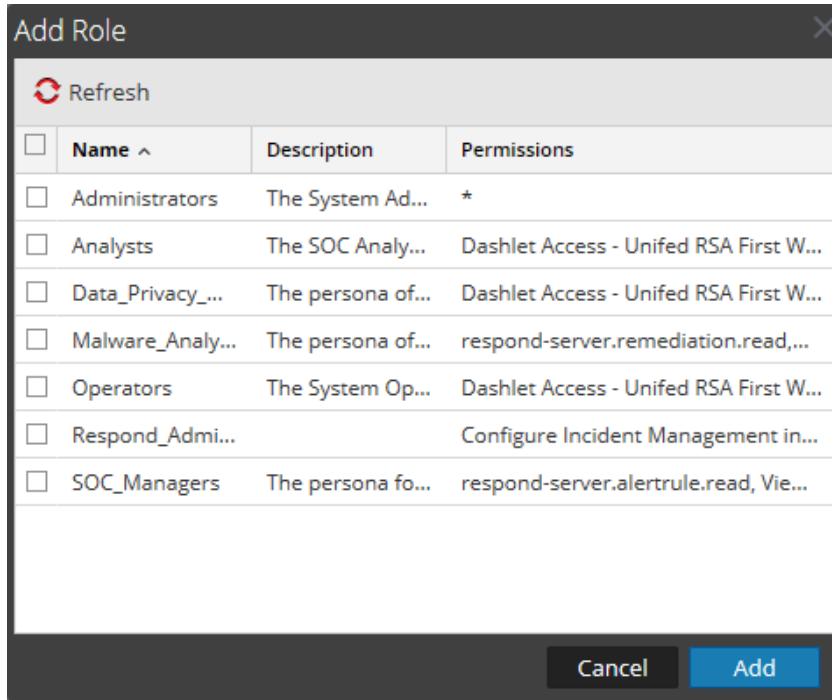 Add Role
Refresh
Name Description Permissions
Administrators The System Ad... *
Analysts The SOC Analy... Dashlet Access - Unifed RSA First W...
Data_Privacy_... The persona of... Dashlet Access - Unifed RSA First W...
Malware_Analy... The persona of... respond-server.remediation.read,...
Operators The System Op... Dashlet Access - Unifed RSA First W...
Respond_Admi... Configure Incident Management in...
SOC_Managers The persona fo... respond-server.alertrule.read, Vie...
Cancel Add